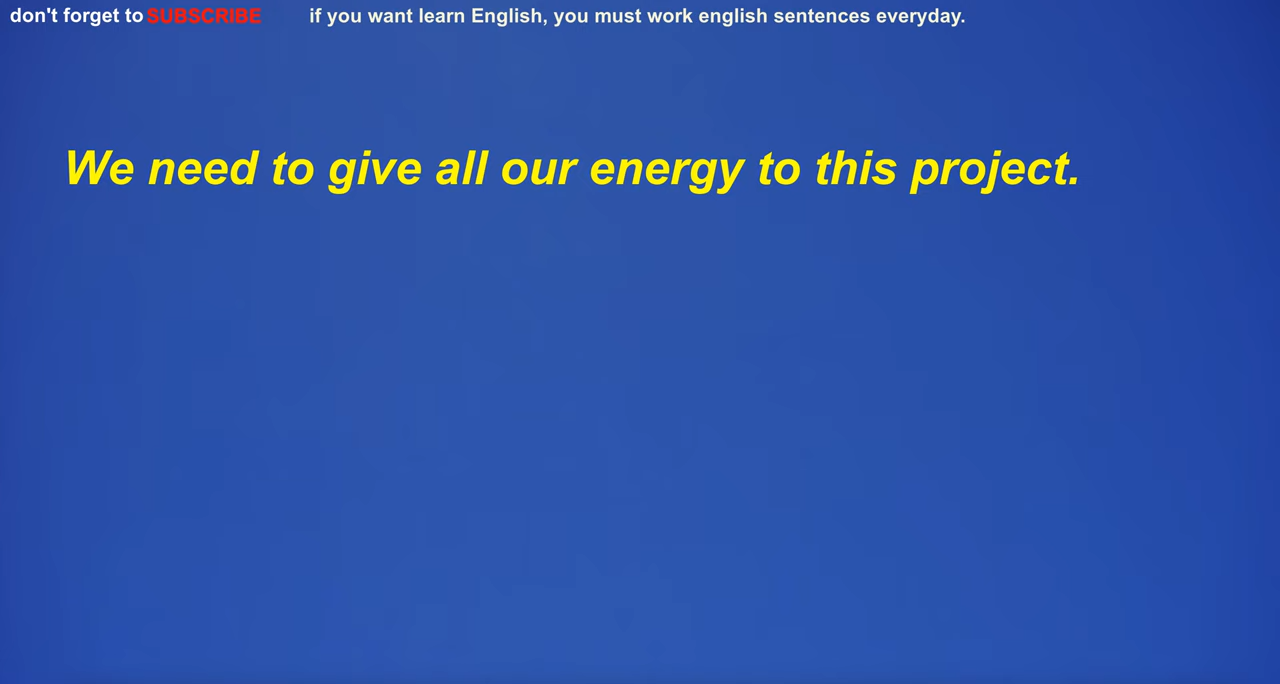 don't forget to SUBSCRIBE if you want learn English, you must work english sentences everyday.
We need to give all our energy to this project.